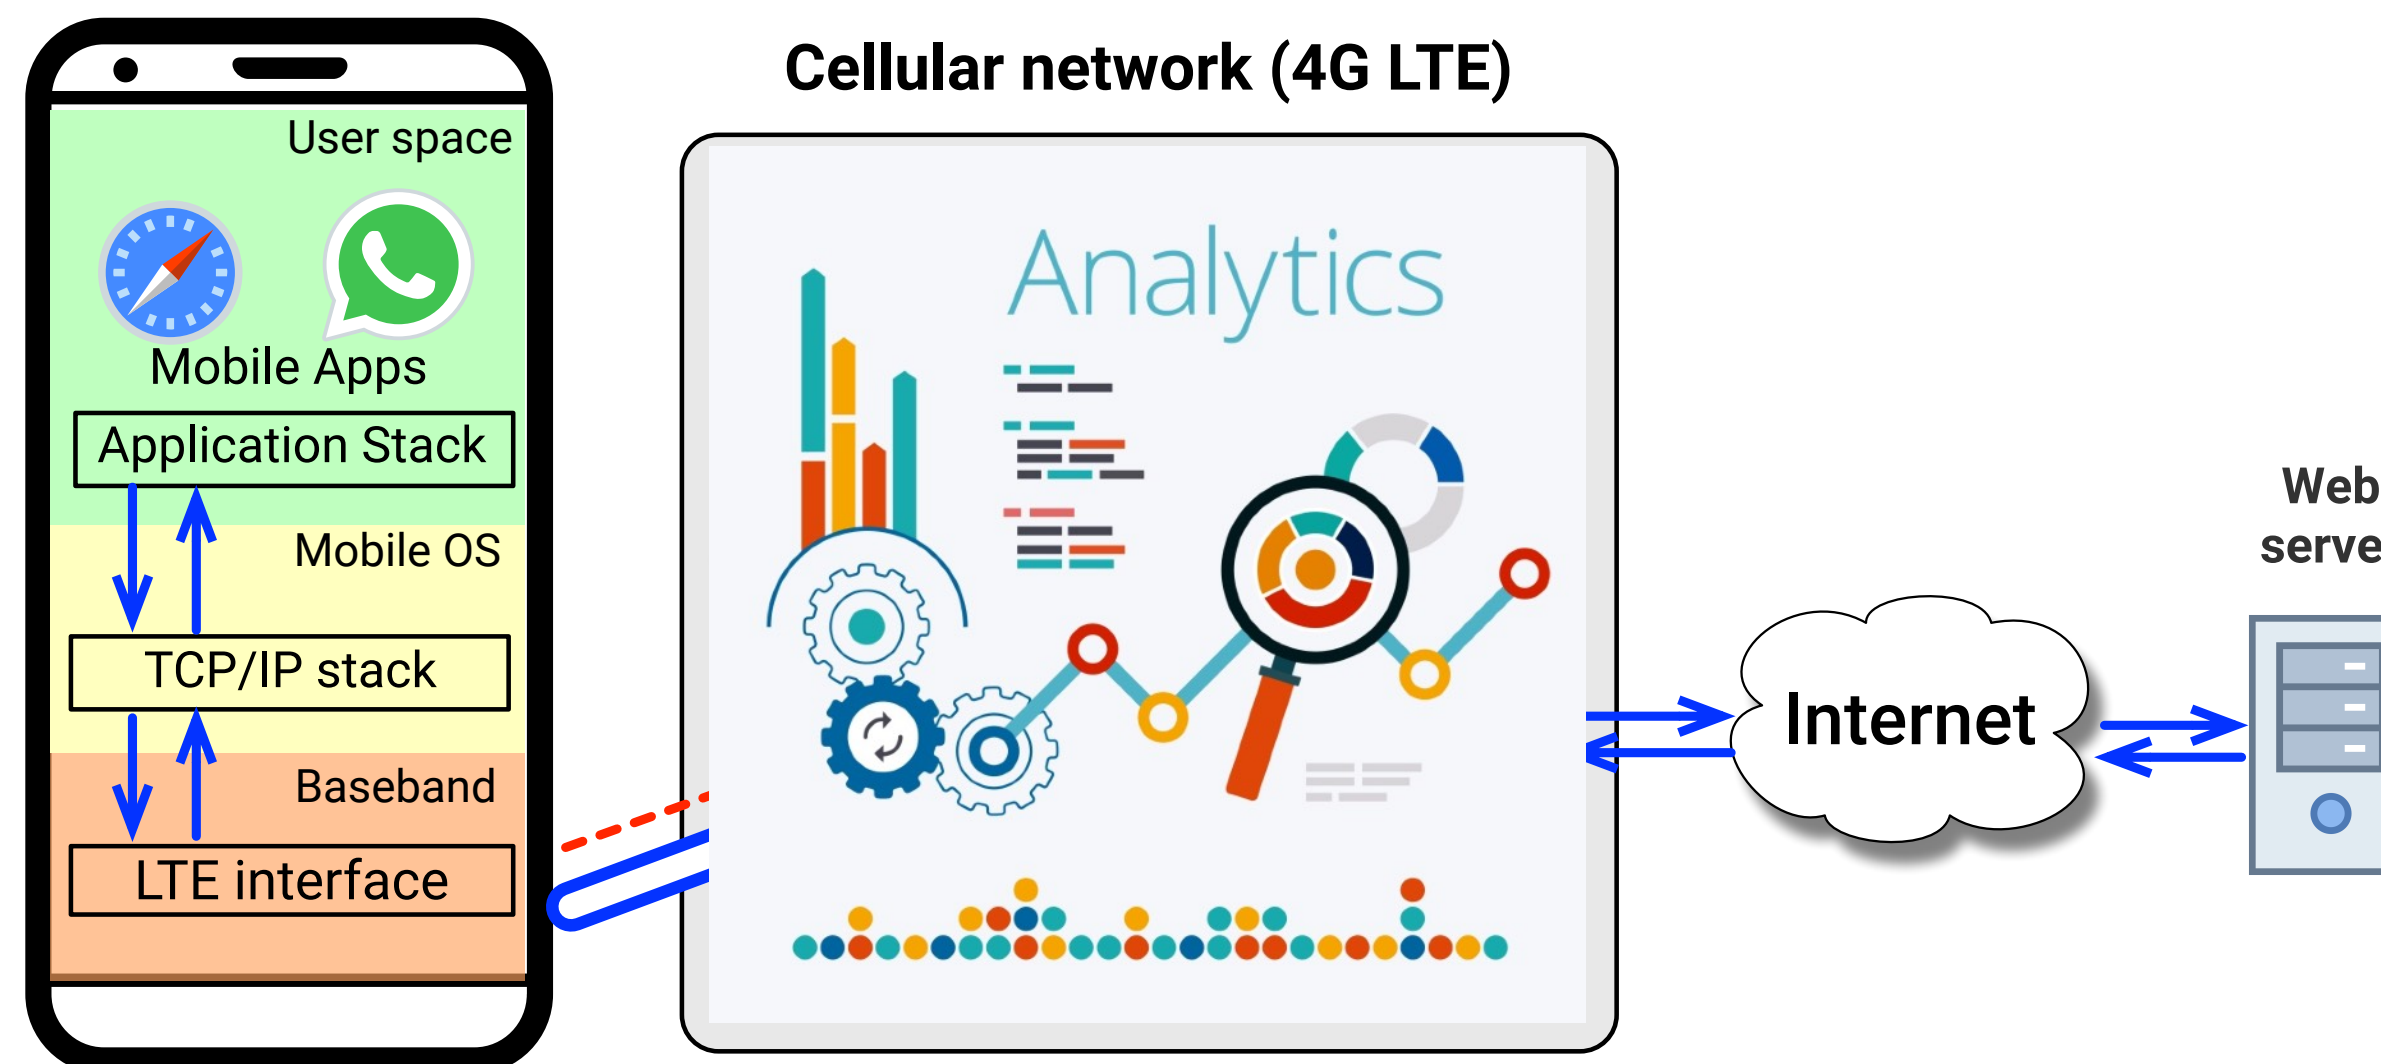 Cellular network (4G LTE)
User space
Mobile Apps
Application Stack
Mobile OS
TCP/IP stack
Baseband
LTE interface
Analytics
Internet
Web
serve